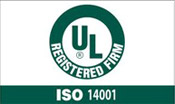 UL
®
REGISTERED FIRM
ISO 14001